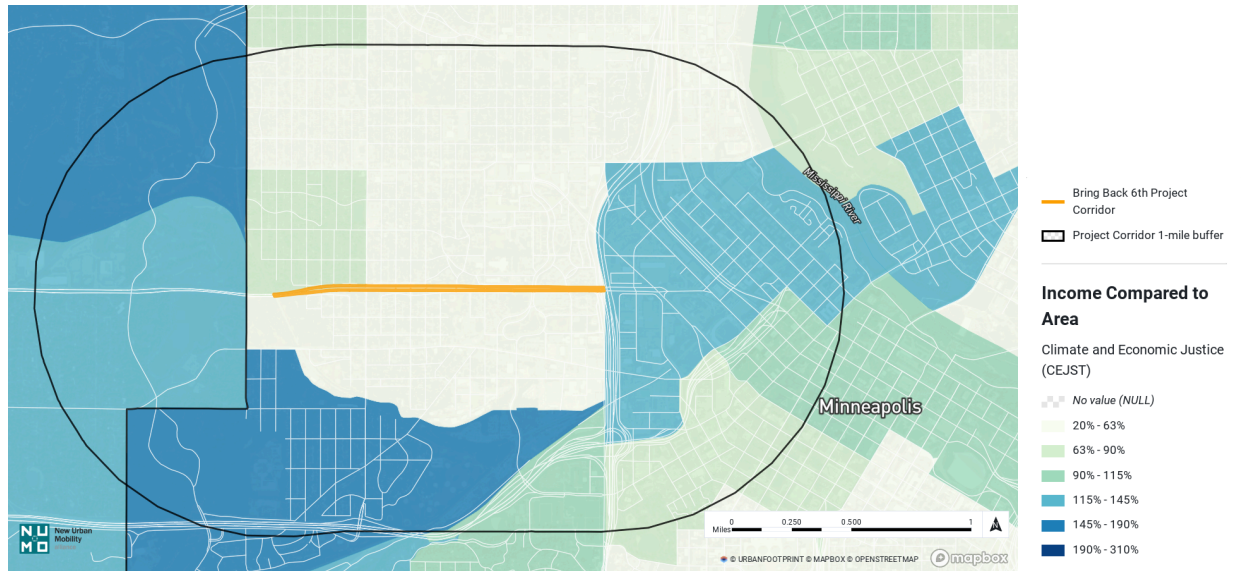 Mississippi River
Minneapolis
NU
MO
New Urban
Mobility
Miles
0
0.250
0.500
1
© URBANFOOTPRINT © MAPBOX © OPENSTREETMAP
mapbox
Bring Back 6th Project
Corridor
Project Corridor 1-mile buffer
Income Compared to
Area
Climate and Economic Justice
(CEJST)
No value (NULL)
20% - 63%
63% - 90%
90% - 115%
115% - 145%
145% - 190%
190% - 310%